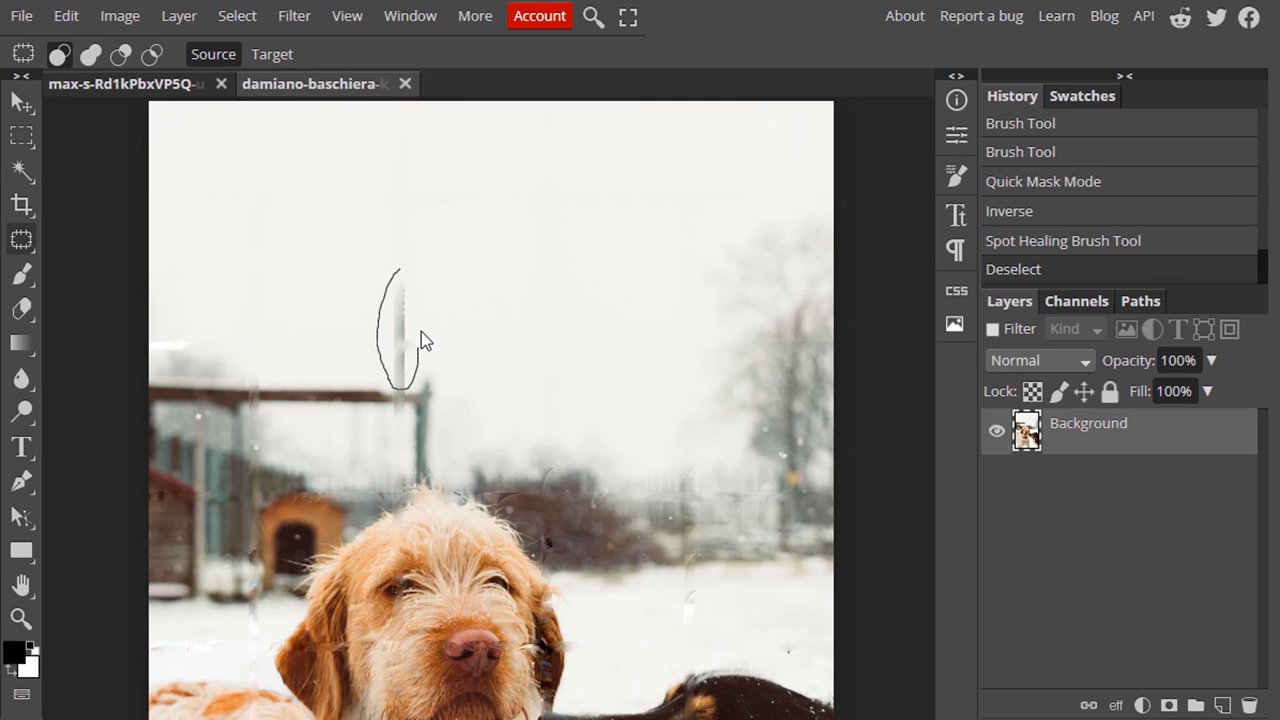 File Edit Image Layer Select Filter View Window More Account About Report a bug Learn Blog API
Source Target
max-s-Rd1kPbxVP5Q-u damiano-baschiera-k
History Swatches
Brush Tool
Brush Tool
Quick Mask Mode
Inverse
Spot Healing Brush Tool
Deselect
Layers Channels Paths
Filter Kind
Normal Opacity: 100%
Lock: Fill: 100%
Background
CSS
eff